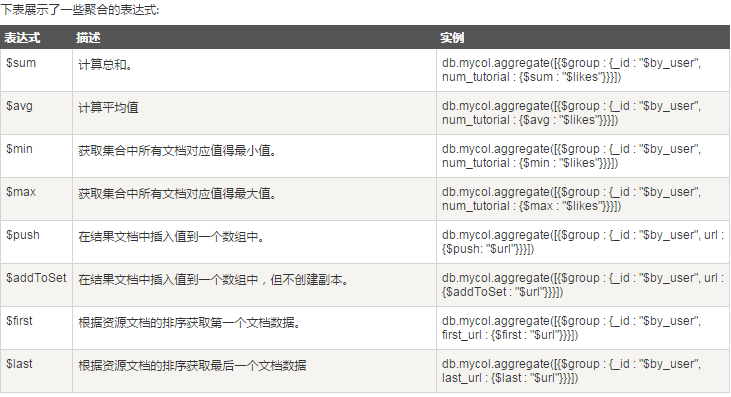 下表展示了一些聚合的表达式:
表达式 描述 实例
$sum 计算总和。 db.mycol.aggregate([{$group : {_id : "$by_user",
num_tutorial : {$sum : "$likes"}}}])
$avg 计算平均值 db.mycol.aggregate([{$group : {_id : "$by_user",
num_tutorial : {$avg : "$likes"}}}])
$min 获取集合中所有文档对应值得最小值。 db.mycol.aggregate([{$group : {_id : "$by_user",
num_tutorial : {$min : "$likes"}}}])
$max 获取集合中所有文档对应值得最大值。 db.mycol.aggregate([{$group : {_id : "$by_user",
num_tutorial : {$max : "$likes"}}}])
$push 在结果文档中插入值到一个数组中。 db.mycol.aggregate([{$group : {_id : "$by_user", url :
{$push: "$url"}}}])
$addToSet 在结果文档中插入值到一个数组中，但不创建副本。 db.mycol.aggregate([{$group : {_id : "$by_user", url :
{$addToSet : "$url"}}}])
$first 根据资源文档的排序获取第一个文档数据。 db.mycol.aggregate([{$group : {_id : "$by_user",
first_url : {$first : "$url"}}}])
$last 根据资源文档的排序获取最后一个文档数据 db.mycol.aggregate([{$group : {_id : "$by_user",
last_url : {$last : "$url"}}}])